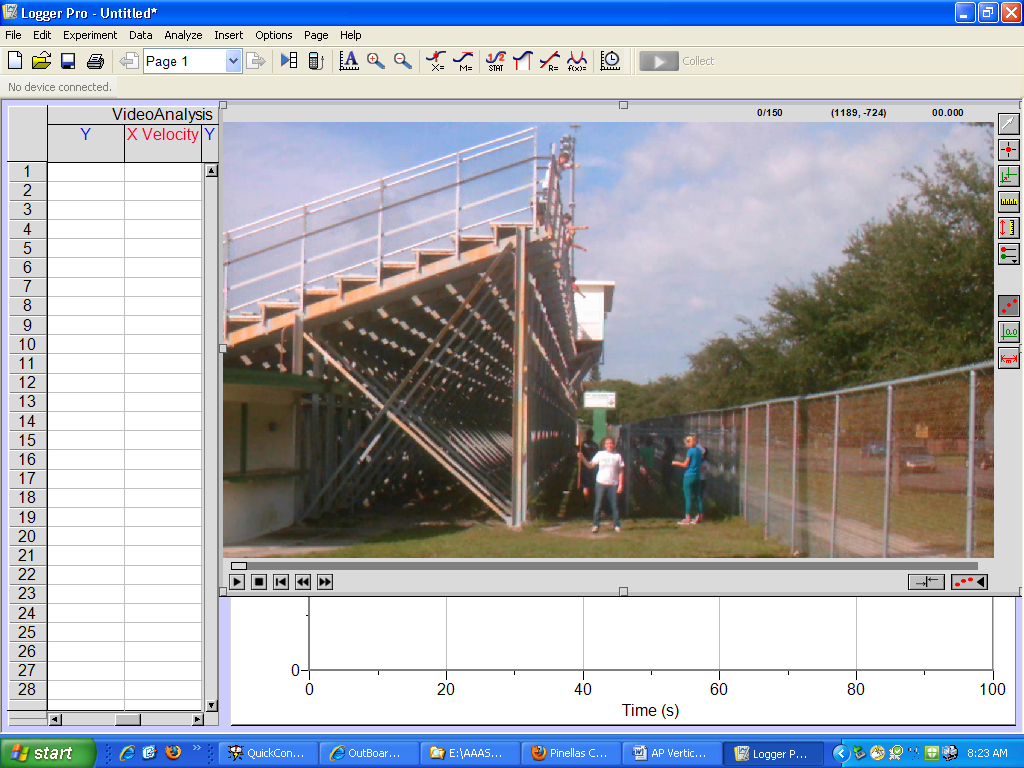 Logger Pro - Untitled*
File Edit Experiment Data Analyze Insert Options Page Help
Page 1
X=
M=
STAT
R=
f(x)=
Collect
No device connected.
VideoAnalysis
Y X Velocity Y
0/150 (1189, -724) 00.000
1
2
3
4
5
6
7
8
9
10
11
12
13
14
15
16
17
18
19
20
21
22
23
24
25
26
27
28
0
0 20 40 60 80 100
Time (s)
start
QuickCon...
OutBoar...
E:\AAAS...
Pinellas C...
AP Vertic...
Logger P...
8:23 AM